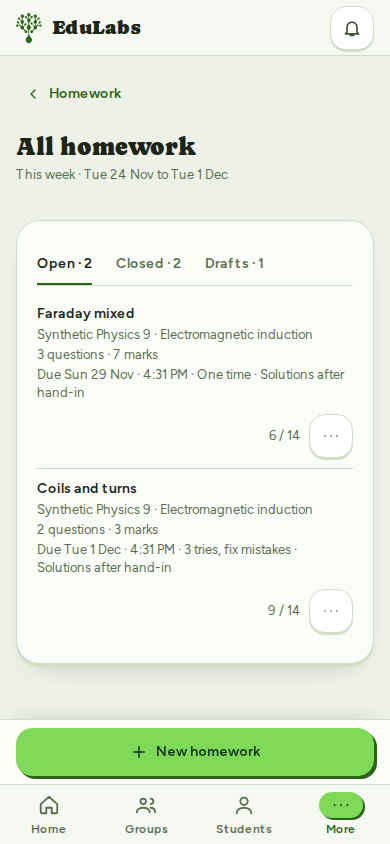 EduLabs
Homework
All homework
This week · Tue 24 Nov to Tue 1 Dec
Open · 2 Closed · 2 Drafts · 1
Faraday mixed
Synthetic Physics 9 · Electromagnetic induction
3 questions · 7 marks
Due Sun 29 Nov · 4:31 PM · One time · Solutions after
hand-in
6 / 14 ···
Coils and turns
Synthetic Physics 9 · Electromagnetic induction
2 questions · 3 marks
Due Tue 1 Dec · 4:31 PM · 3 tries, fix mistakes ·
Solutions after hand-in
9 / 14 ···
+ New homework
Home Groups Students More